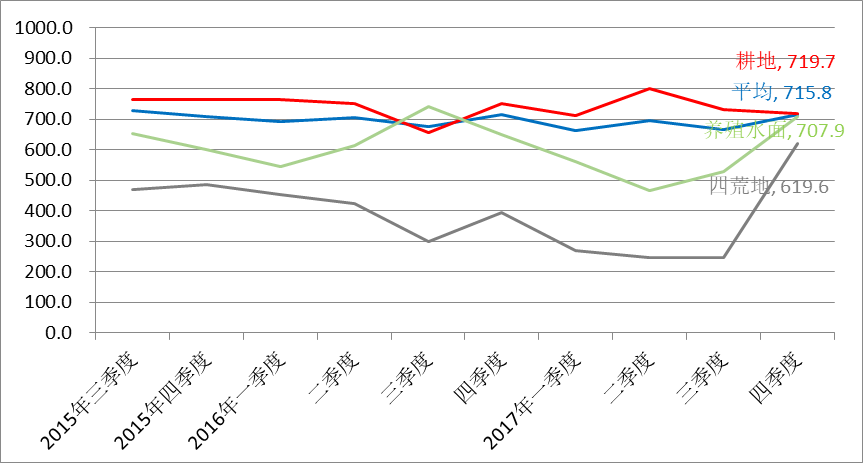 1000.0
900.0
800.0
700.0
600.0
500.0
400.0
300.0
200.0
100.0
0.0
耕地, 719.7
平均, 715.8
养殖水面, 707.9
四荒地, 619.6
2015年三季度
2015年四季度
2016年一季度
二季度
三季度
四季度
2017年一季度
二季度
三季度
四季度